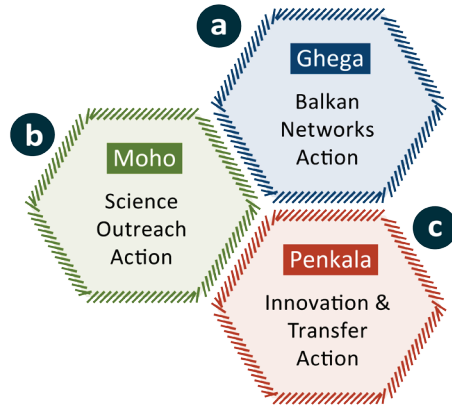 a
Ghega
Balkan
Networks
Action
b
Moho
Science
Outreach
Action
c
Penkala
Innovation &
Transfer
Action